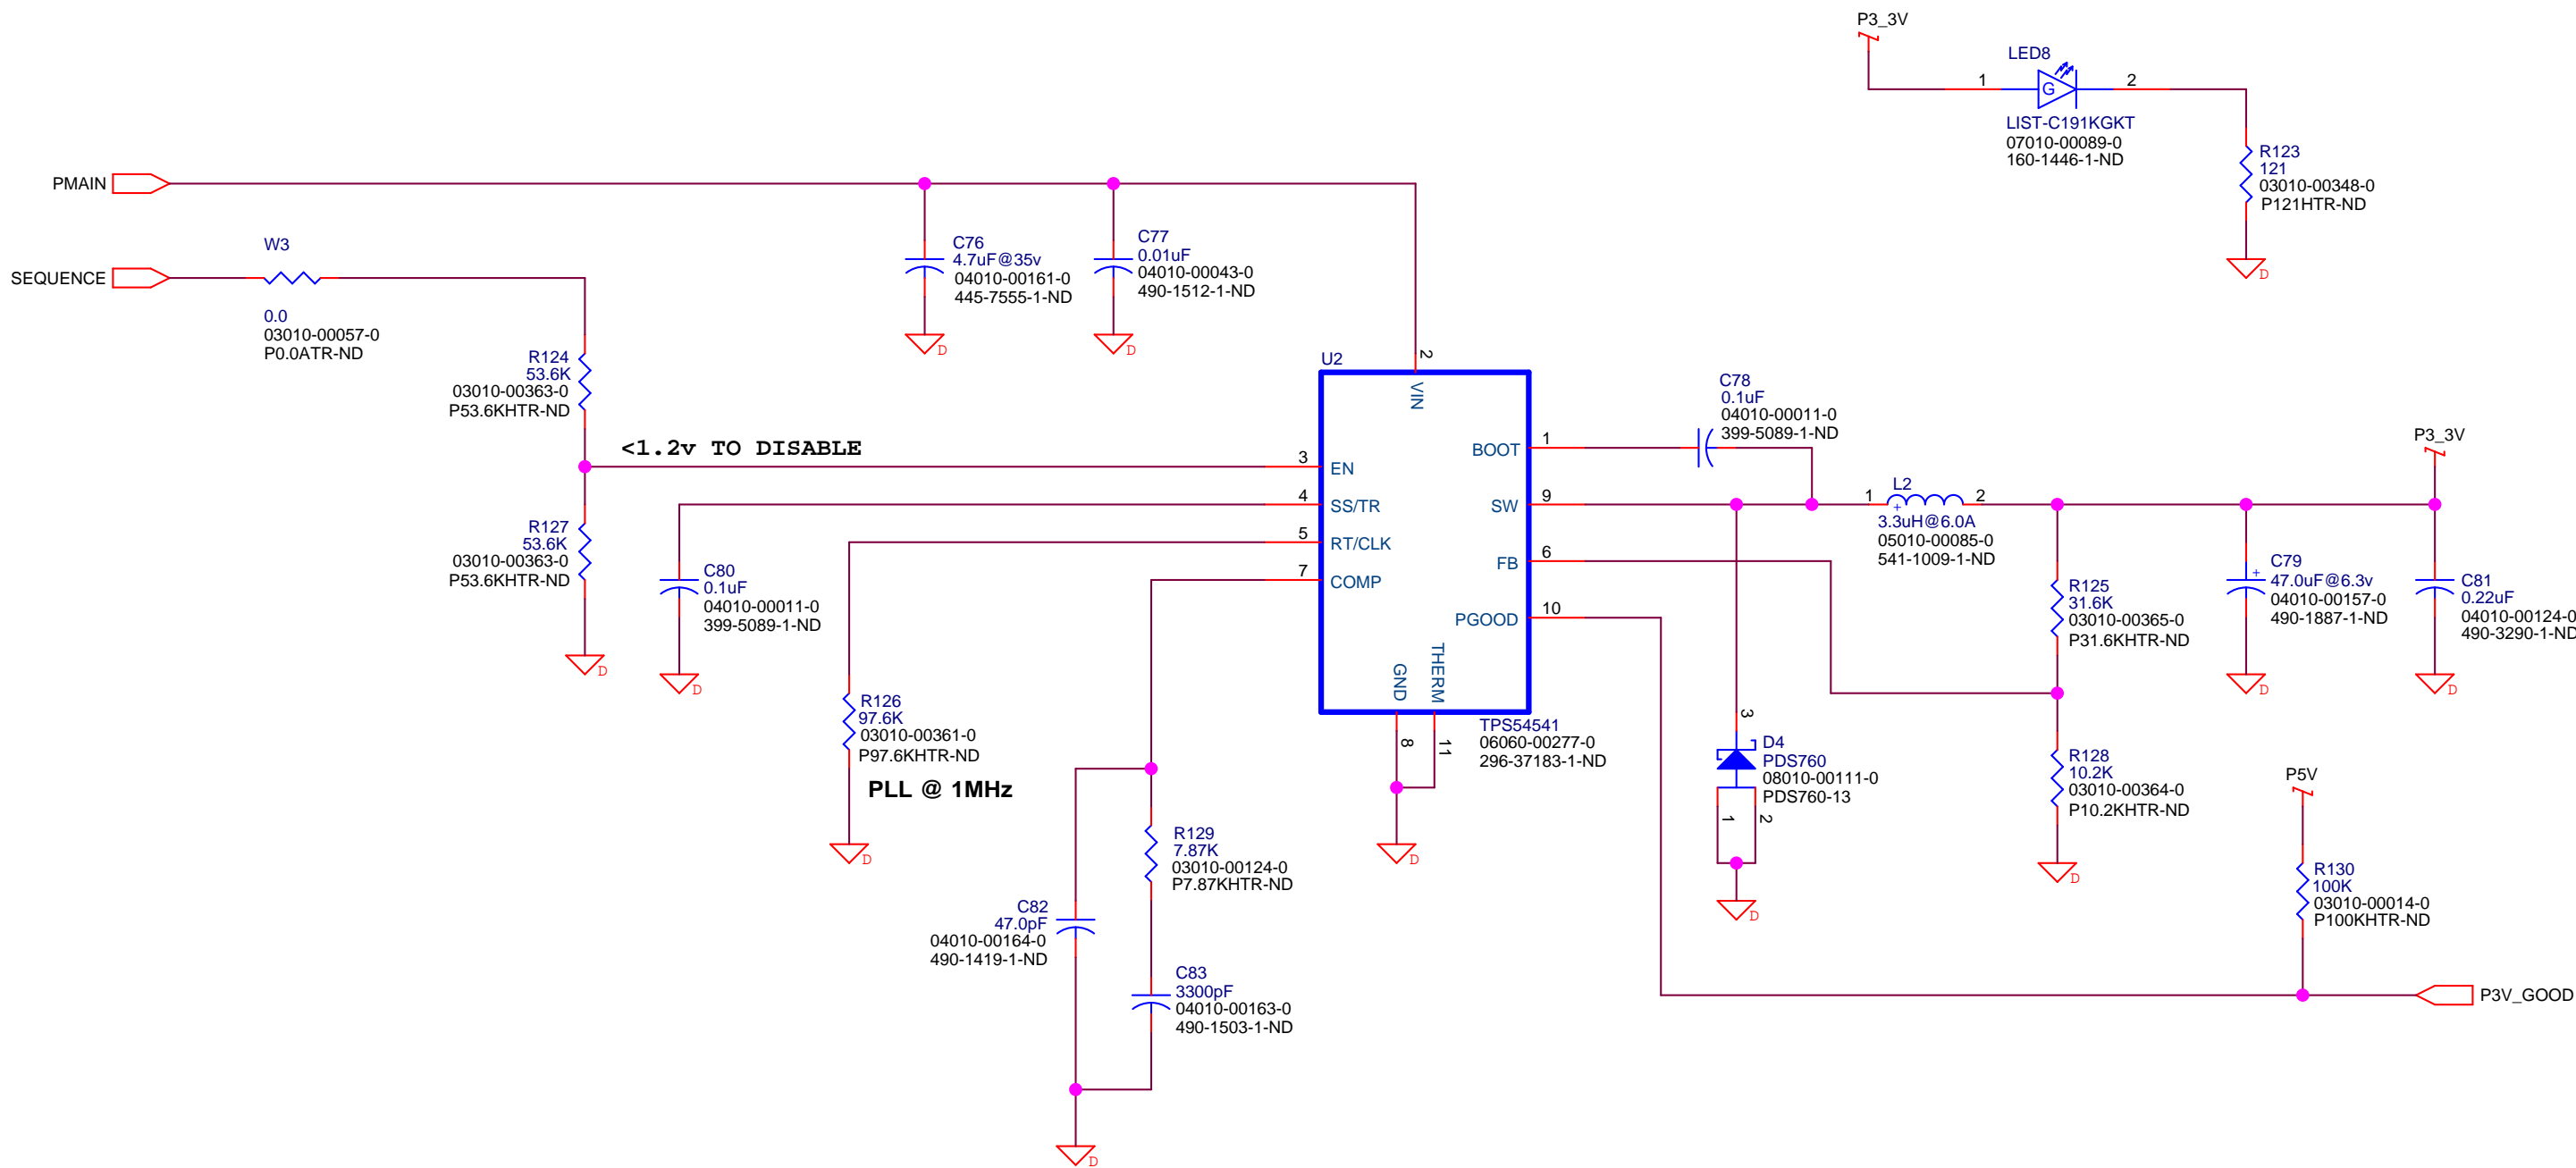 P3_3V
LED8
1
2
G
LIST-C191KGKT
07010-00089-0
160-1446-1-ND
R123
121
03010-00348-0
P121HTR-ND
D
PMAIN
SEQUENCE
W3
0.0
03010-00057-0
P0.0ATR-ND
C76
4.7uF@35v
04010-00161-0
445-7555-1-ND
D
C77
0.01uF
04010-00043-0
490-1512-1-ND
D
R124
53.6K
03010-00363-0
P53.6KHTR-ND
<1.2v TO DISABLE
R127
53.6K
03010-00363-0
P53.6KHTR-ND
D
C80
0.1uF
04010-00011-0
399-5089-1-ND
D
R126
97.6K
03010-00361-0
P97.6KHTR-ND
PLL @ 1MHz
D
U2
2
VIN
3
EN
4
SS/TR
5
RT/CLK
7
COMP
BOOT
1
SW
9
FB
6
PGOOD
10
GND
THERM
8
11
TPS54541
06060-00277-0
296-37183-1-ND
D
C78
0.1uF
04010-00011-0
399-5089-1-ND
1
L2
2
+
3.3uH@6.0A
05010-00085-0
541-1009-1-ND
P3_3V
R125
31.6K
03010-00365-0
P31.6KHTR-ND
C79
+
47.0uF@6.3v
04010-00157-0
490-1887-1-ND
D
C81
0.22uF
04010-00124-0
490-3290-1-ND
D
3
D4
PDS760
08010-00111-0
PDS760-13
1
2
D
R128
10.2K
03010-00364-0
P10.2KHTR-ND
D
P5V
R130
100K
03010-00014-0
P100KHTR-ND
P3V_GOOD
R129
7.87K
03010-00124-0
P7.87KHTR-ND
C82
47.0pF
04010-00164-0
490-1419-1-ND
C83
3300pF
04010-00163-0
490-1503-1-ND
D